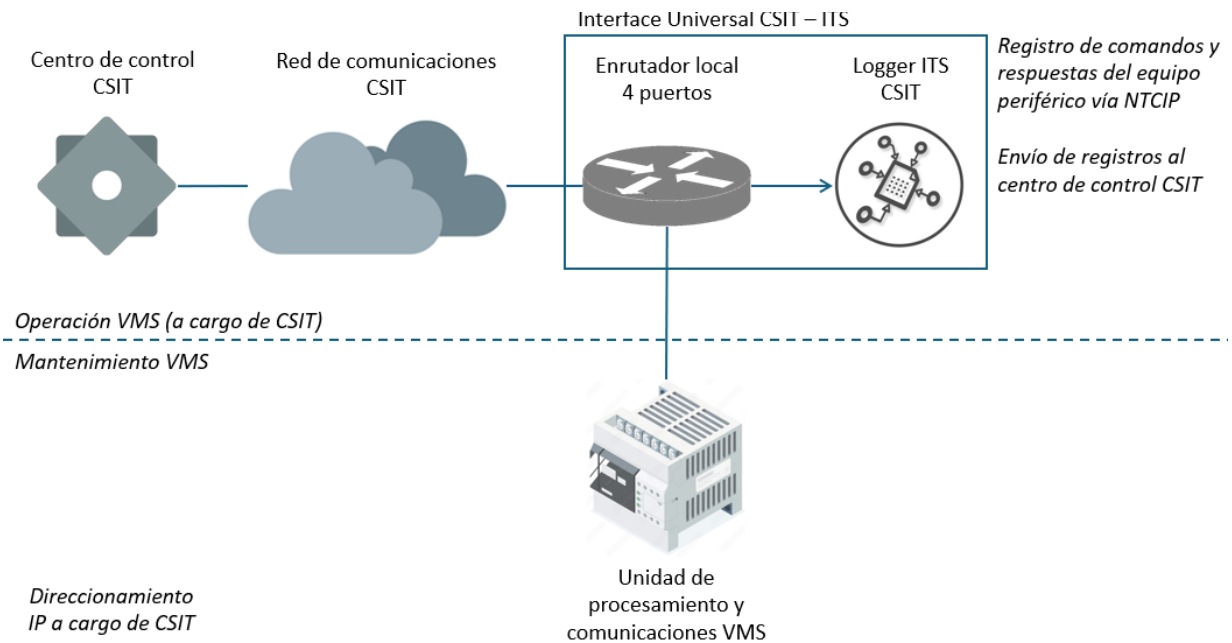 Interface Universal CSIT – ITS
Centro de control
CSIT
Red de comunicaciones
CSIT
Enrutador local
4 puertos
Logger ITS
CSIT
Registro de comandos y
respuestas del equipo
periférico vía NTCIP
Envío de registros al
centro de control CSIT
Operación VMS (a cargo de CSIT)
Mantenimiento VMS
Unidad de
procesamiento y
comunicaciones VMS
Direccionamiento
IP a cargo de CSIT